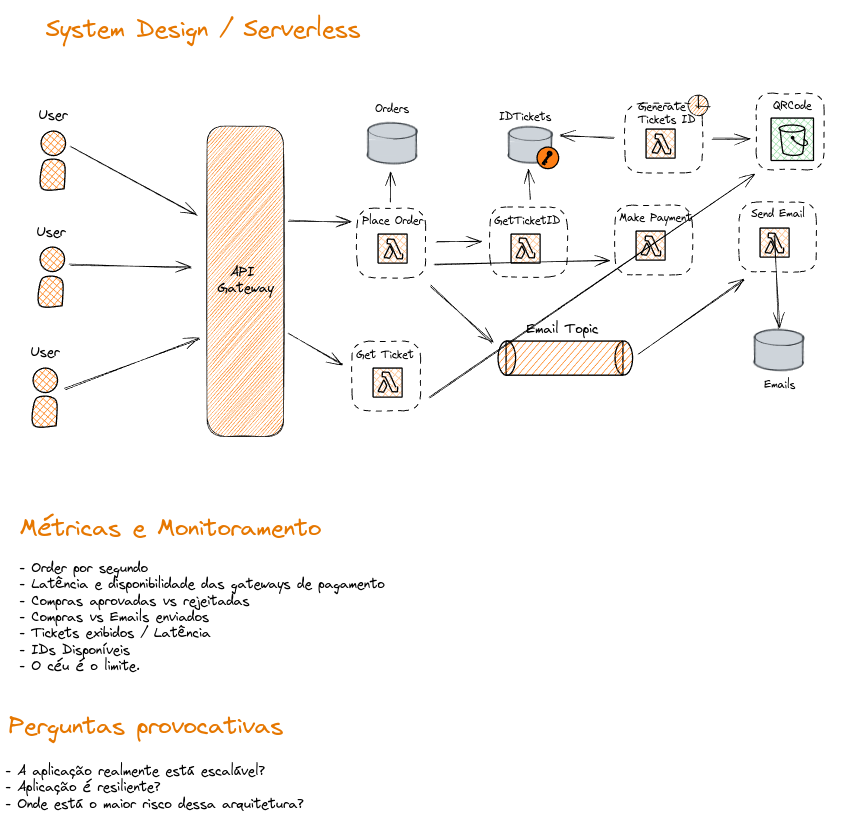 System Design / Serverless
User
User
User
API
Gateway
Orders
IDTickets
Generate
Tickets ID
QRCode
Place Order
GetTicketID
Make Payment
Send Email
Email Topic
Get Ticket
Emails
Métricas e Monitoramento
- Order por segundo
- Latência e disponibilidade das gateways de pagamento
- Compras aprovadas vs rejeitadas
- Compras vs Emails enviados
- Tickets exibidos / Latência
- IDs Disponíveis
- O céu é o limite.
Perguntas provocativas
- A aplicação realmente está escalável?
- Aplicação é resiliente?
- Onde está o maior risco dessa arquitetura?